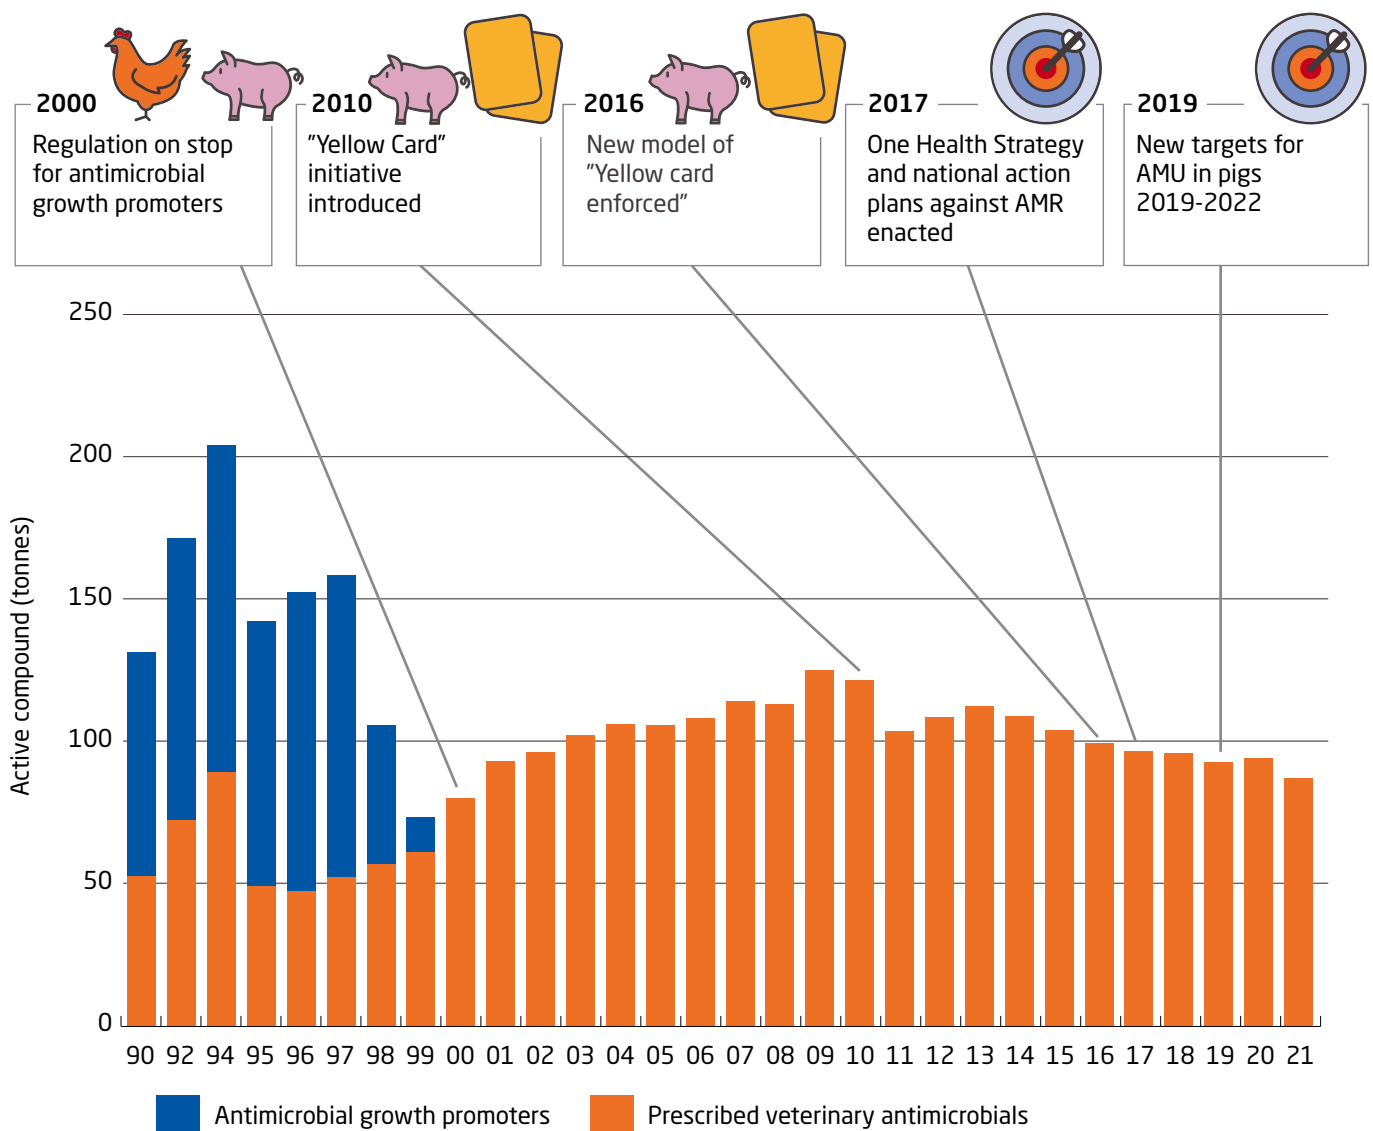 2000
Regulation on stop
for antimicrobial
growth promoters
2010
"Yellow Card"
initiative
introduced
2016
New model of
"Yellow card
enforced"
2017
One Health Strategy
and national action
plans against AMR
enacted
2019
New targets for
AMU in pigs
2019-2022
Active compound (tonnes)
250
200
150
100
50
0
90 92 94 95 96 97 98 99 00 01 02 03 04 05 06 07 08 09 10 11 12 13 14 15 16 17 18 19 20 21
Antimicrobial growth promoters
Prescribed veterinary antimicrobials